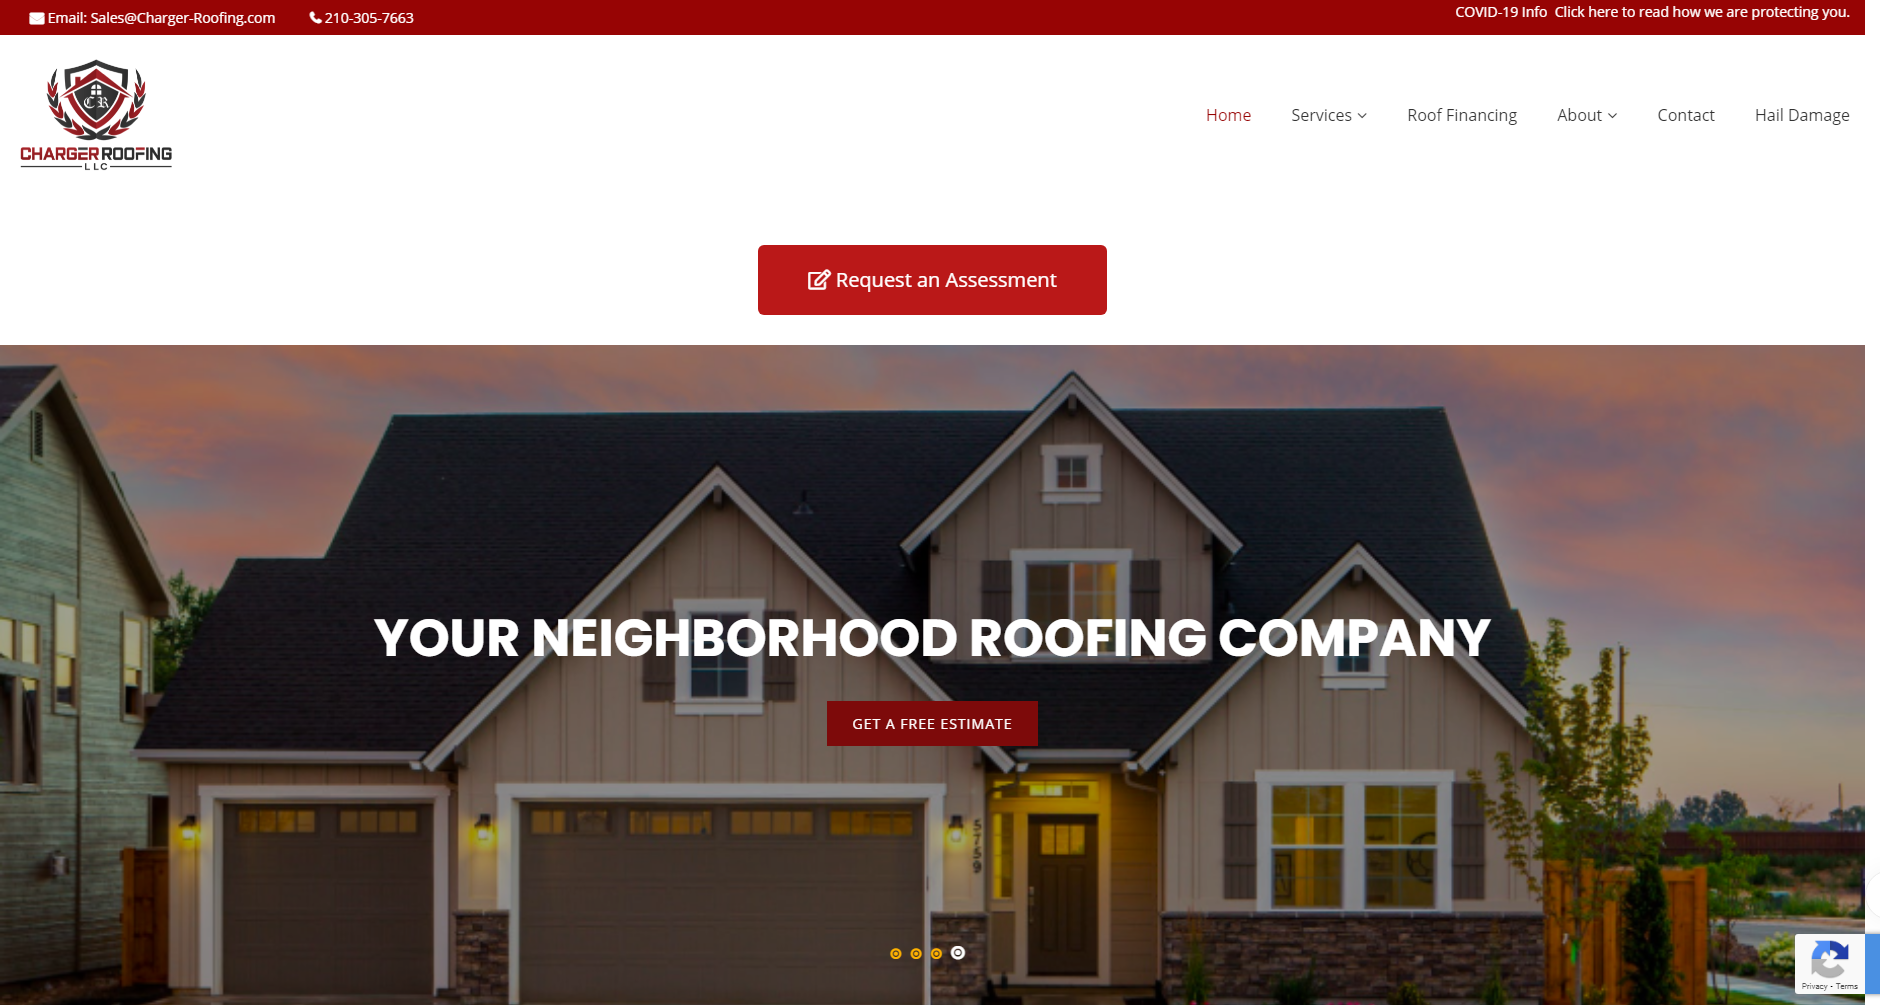 Email: Sales@Charger-Roofing.com
210-305-7663
COVID-19 Info Click here to read how we are protecting you.
CR
CHARGER ROOFING
LLC
Home
Services
Roof Financing
About
Contact
Hail Damage
Request an Assessment
YOUR NEIGHBORHOOD ROOFING COMPANY
GET A FREE ESTIMATE
5759
Privacy - Terms